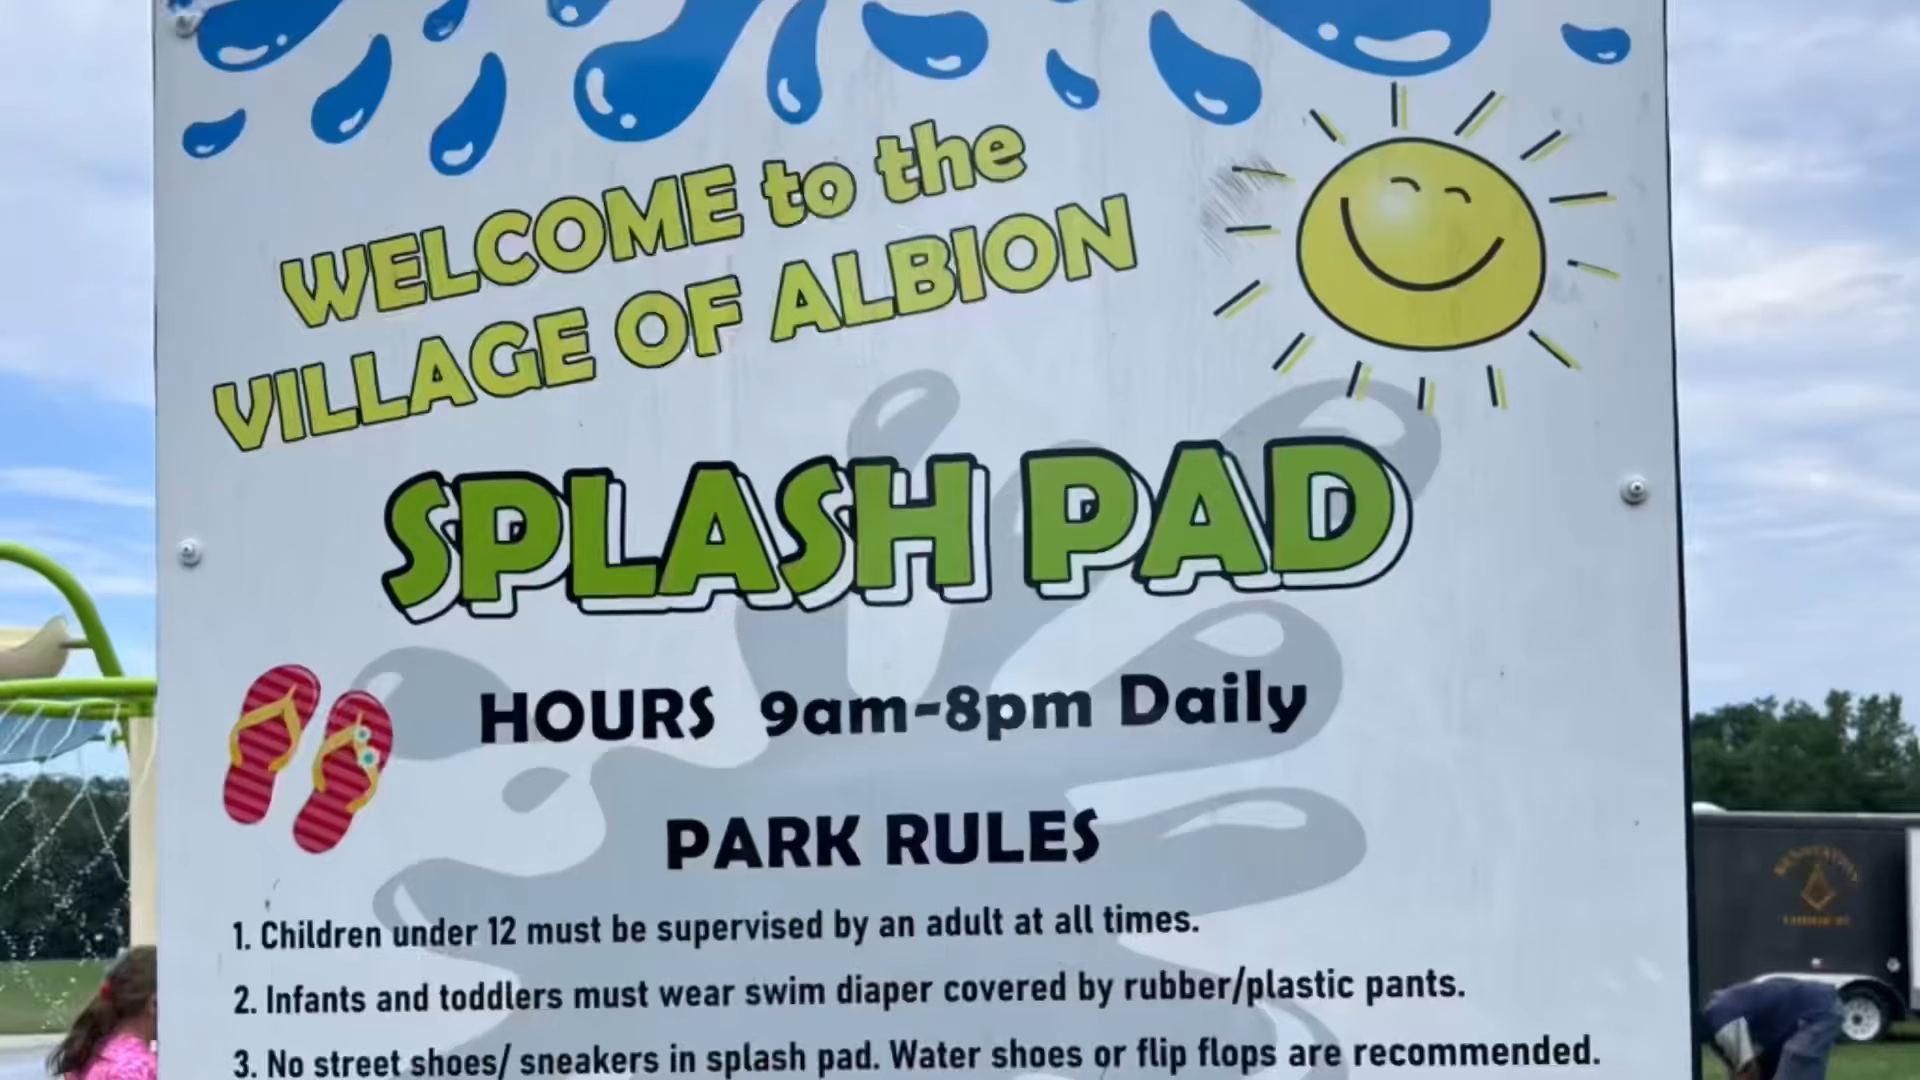 WELCOME to the
VILLAGE OF ALBION
SPLASH PAD
HOURS 9am-8pm Daily
PARK RULES
1. Children under 12 must be supervised by an adult at all times.
2. Infants and toddlers must wear swim diaper covered by rubber/plastic pants.
3. No street shoes/ sneakers in splash pad. Water shoes or flip flops are recommended.